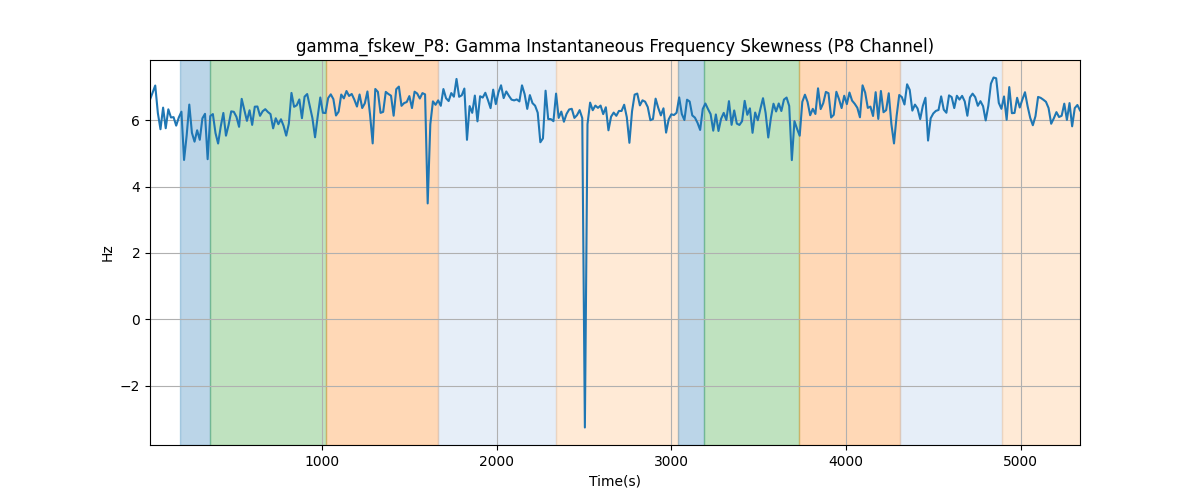 gamma_fskew_P8: Gamma Instantaneous Frequency Skewness (P8 Channel)
Hz
6
4
2
0
−2
1000 2000 3000 4000 5000
Time(s)